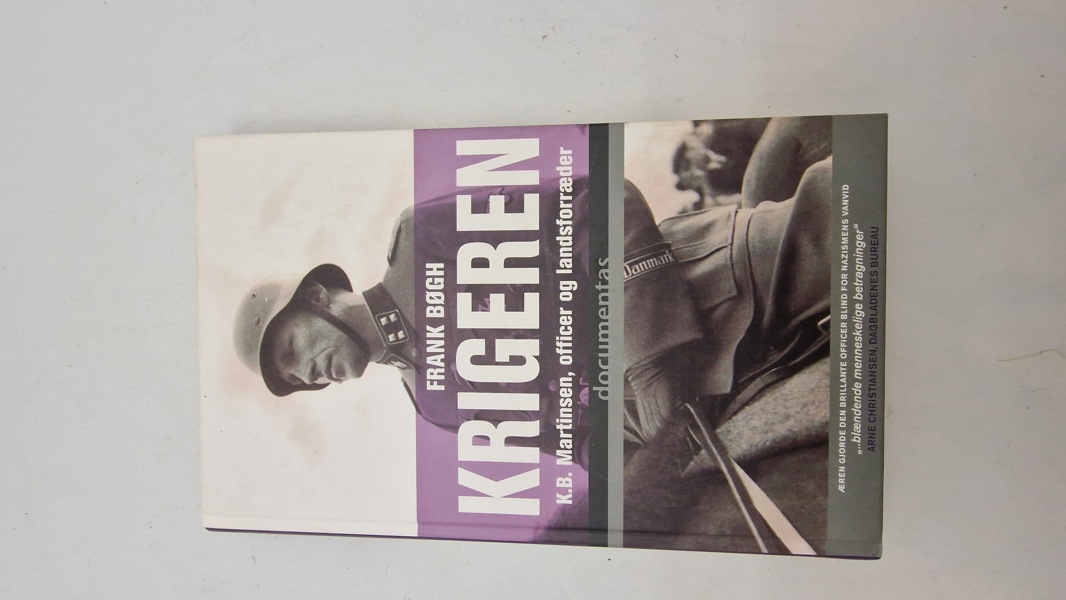 FRANK BØGH
KRIGEREN
K.B. Martinsen, officer og landsforræder
documentas
Danmark
ÆREN GJORDE DEN BRILLANTE OFFICER BLIND FOR NAZISMENS VANVID
„...blændende menneskelige betragninger“
ARNE CHRISTIANSEN, DAGBLADENES BUREAU